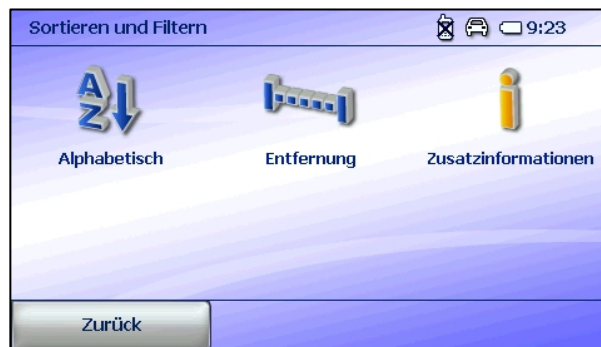 Sortieren und Filtern 9:23
A
Z
Alphabetisch Entfernung Zusatzinformationen
Zurück